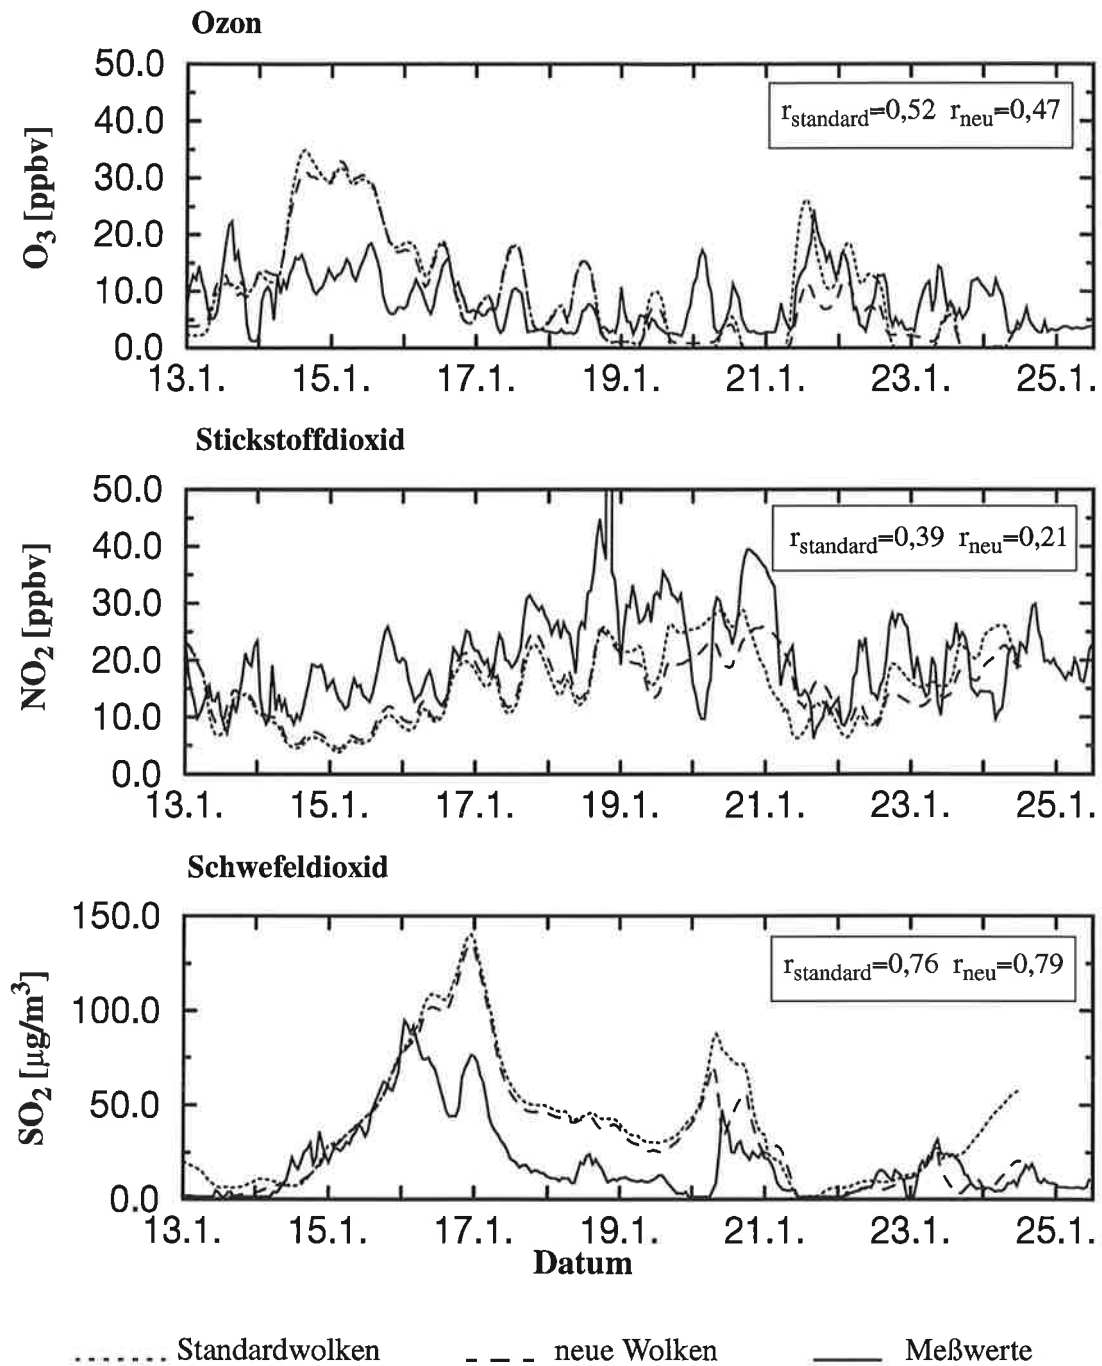 Ozon
O3 [ppbv]
50.0
40.0
30.0
20.0
10.0
0.0
rstandard=0,52 rneu=0,47
13.1. 15.1. 17.1. 19.1. 21.1. 23.1. 25.1.
Stickstoffdioxid
NO2 [ppbv]
50.0
40.0
30.0
20.0
10.0
0.0
rstandard=0,39 rneu=0,21
13.1. 15.1. 17.1. 19.1. 21.1. 23.1. 25.1.
Schwefeldioxid
SO2 [µg/m³]
150.0
100.0
50.0
0.0
rstandard=0,76 rneu=0,79
13.1. 15.1. 17.1. 19.1. 21.1. 23.1. 25.1.
Datum
Standardwolken neue Wolken Meßwerte